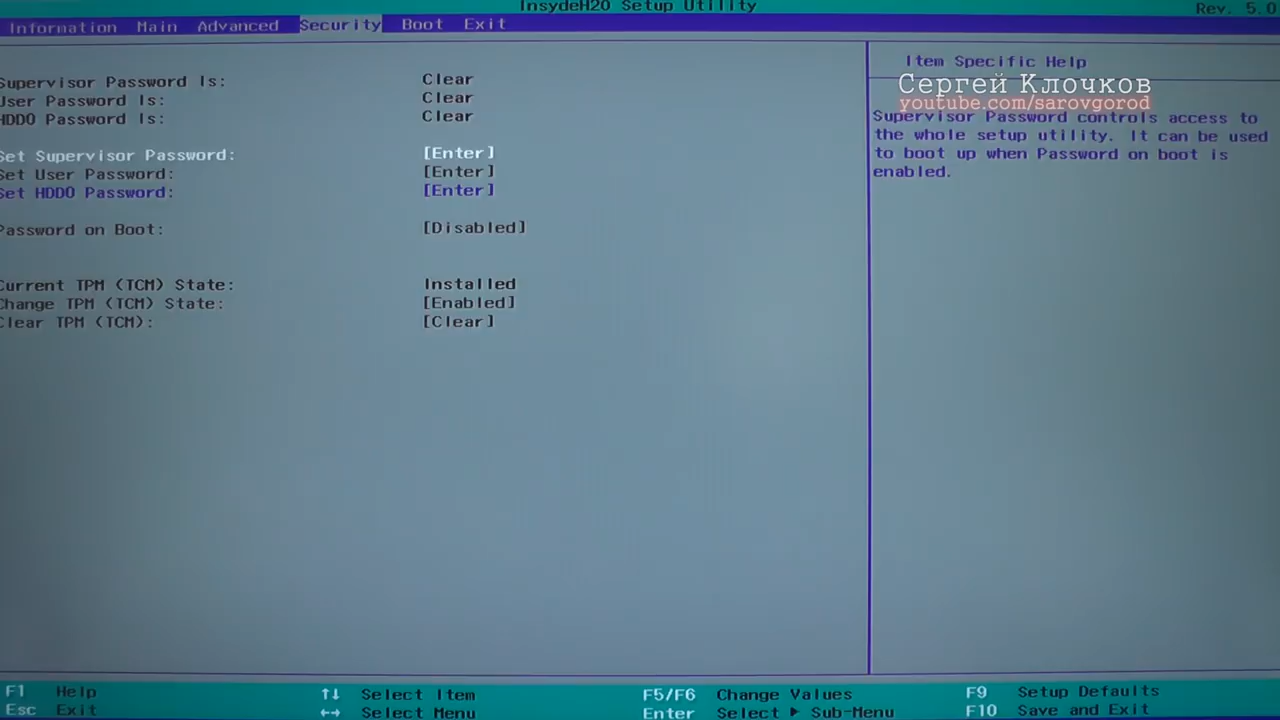 InsydeH20 Setup Utility
Rev. 5.0
Information Main Advanced Security Boot Exit
Item Specific Help
Сергей Клочков
youtube.com/sarovgorod
Supervisor Password Is: Clear
User Password Is: Clear
HDD0 Password Is: Clear
Set Supervisor Password: [Enter]
Set User Password: [Enter]
Set HDD0 Password: [Enter]
Password on Boot: [Disabled]
Current TPM (TCM) State: Installed
Change TPM (TCM) State: [Enabled]
Clear TPM (TCM): [Clear]
Supervisor Password controls access to
the whole setup utility. It can be used
to boot up when Password on boot is
enabled.
F1 Help ↑↓ Select Item F5/F6 Change Values F9 Setup Defaults
Esc Exit ←→ Select Menu Enter Select ▶ Sub-Menu F10 Save and Exit